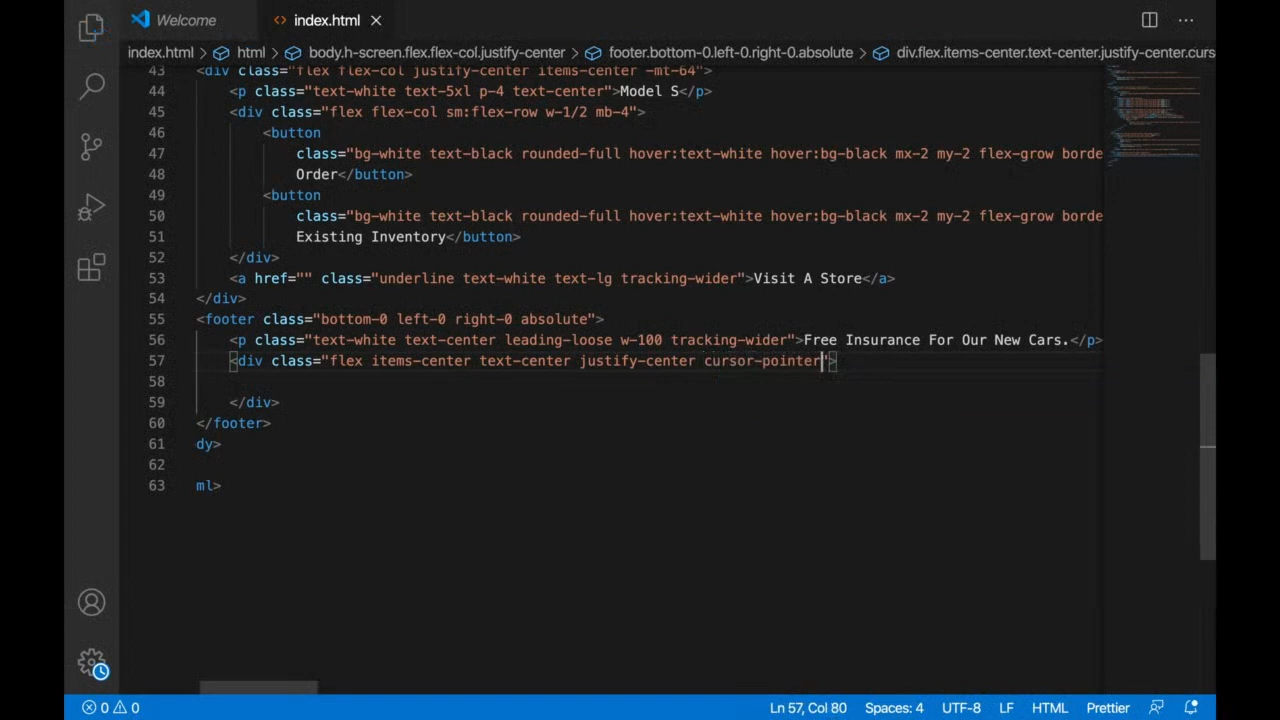 Welcome
index.html
index.html > html > body.h-screen.flex.flex-col.justify-center > footer.bottom-0.left-0.right-0.absolute > div.flex.items-center.text-center.justify-center.curs
43 <div class="flex flex-col justify-center items-center -mt-64">
44 <p class="text-white text-5xl p-4 text-center">Model S</p>
45 <div class="flex flex-col sm:flex-row w-1/2 mb-4">
46 <button
47 class="bg-white text-black rounded-full hover:text-white hover:bg-black mx-2 my-2 flex-grow borde
48 Order</button>
49 <button
50 class="bg-white text-black rounded-full hover:text-white hover:bg-black mx-2 my-2 flex-grow borde
51 Existing Inventory</button>
52 </div>
53 <a href="" class="underline text-white text-lg tracking-wider">Visit A Store</a>
54 </div>
55 <footer class="bottom-0 left-0 right-0 absolute">
56 <p class="text-white text-center leading-loose w-100 tracking-wider">Free Insurance For Our New Cars.</p>
57 <div class="flex items-center text-center justify-center cursor-pointer">
58
59 </div>
60 </footer>
61 dy>
62
63 ml>
0 0 Ln 57, Col 80 Spaces: 4 UTF-8 LF HTML Prettier